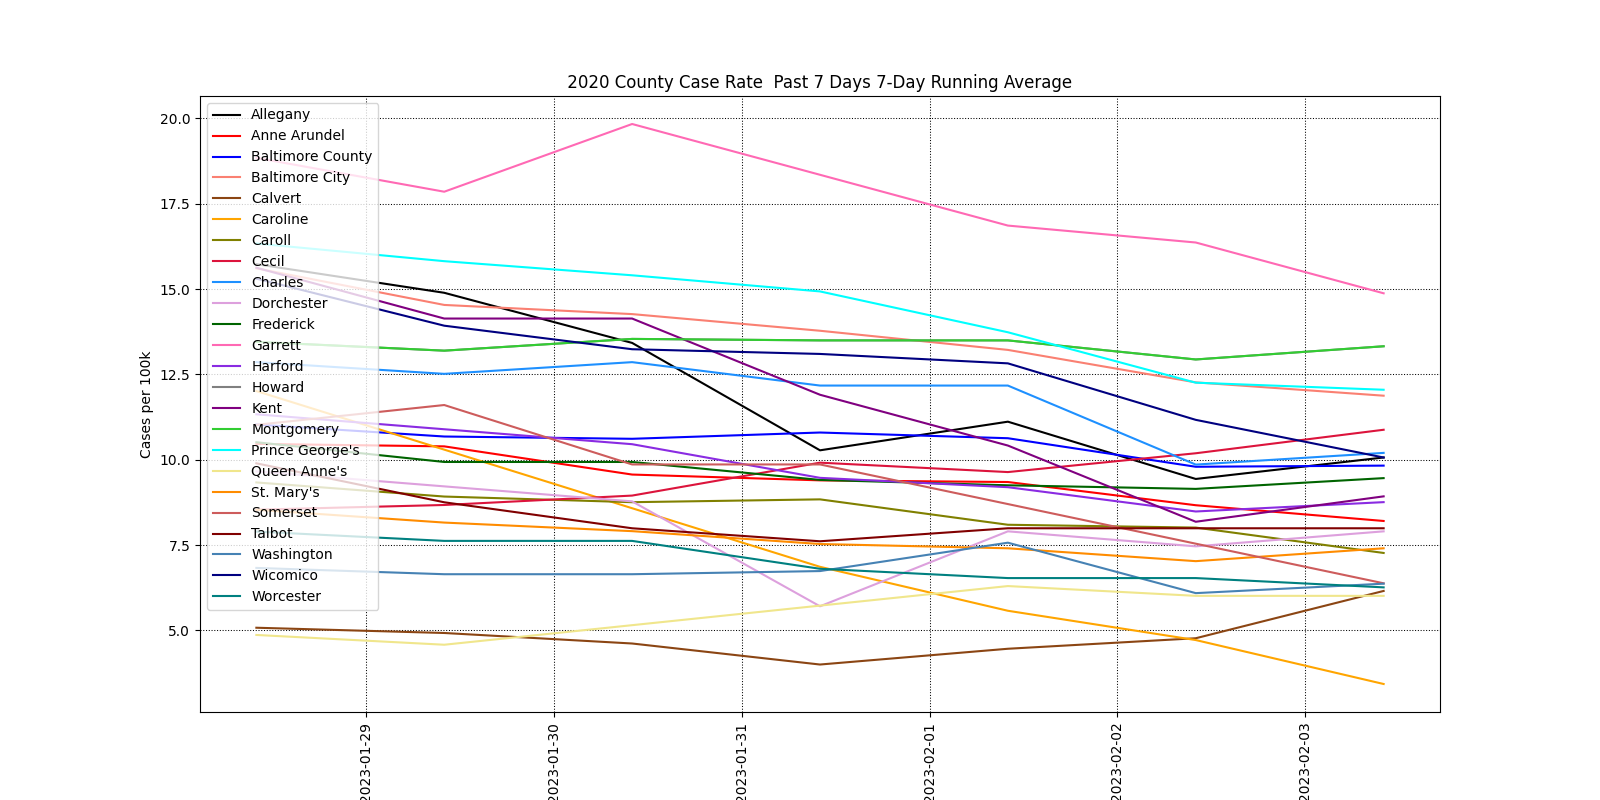 2020 County Case Rate  Past 7 Days 7-Day Running Average
Cases per 100k
20.0
17.5
15.0
12.5
10.0
7.5
5.0
Allegany
Anne Arundel
Baltimore County
Baltimore City
Calvert
Caroline
Caroll
Cecil
Charles
Dorchester
Frederick
Garrett
Harford
Howard
Kent
Montgomery
Prince George's
Queen Anne's
St. Mary's
Somerset
Talbot
Washington
Wicomico
Worcester
2023-01-29
2023-01-30
2023-01-31
2023-02-01
2023-02-02
2023-02-03